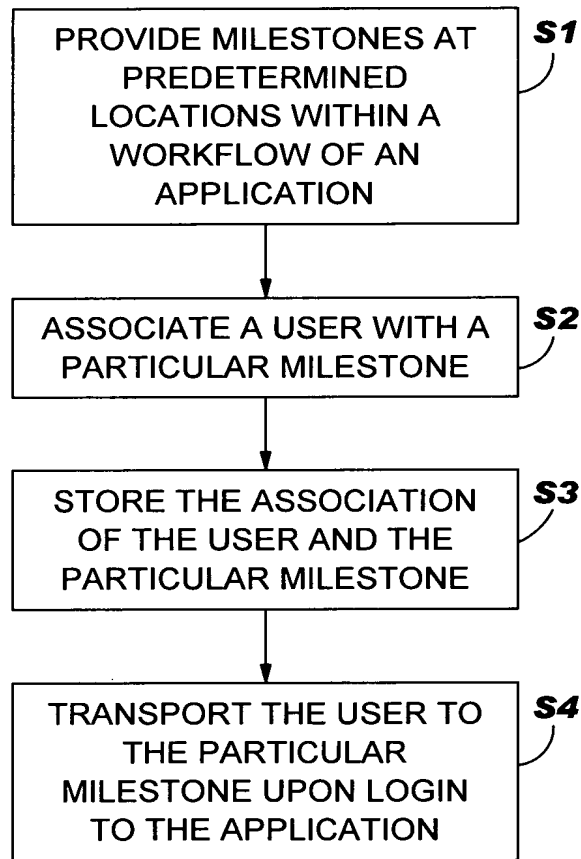 PROVIDE MILESTONES AT
PREDETERMINED
LOCATIONS WITHIN A
WORKFLOW OF AN
APPLICATION
S1
ASSOCIATE A USER WITH A
PARTICULAR MILESTONE
S2
STORE THE ASSOCIATION
OF THE USER AND THE
PARTICULAR MILESTONE
S3
TRANSPORT THE USER TO
THE PARTICULAR
MILESTONE UPON LOGIN
TO THE APPLICATION
S4